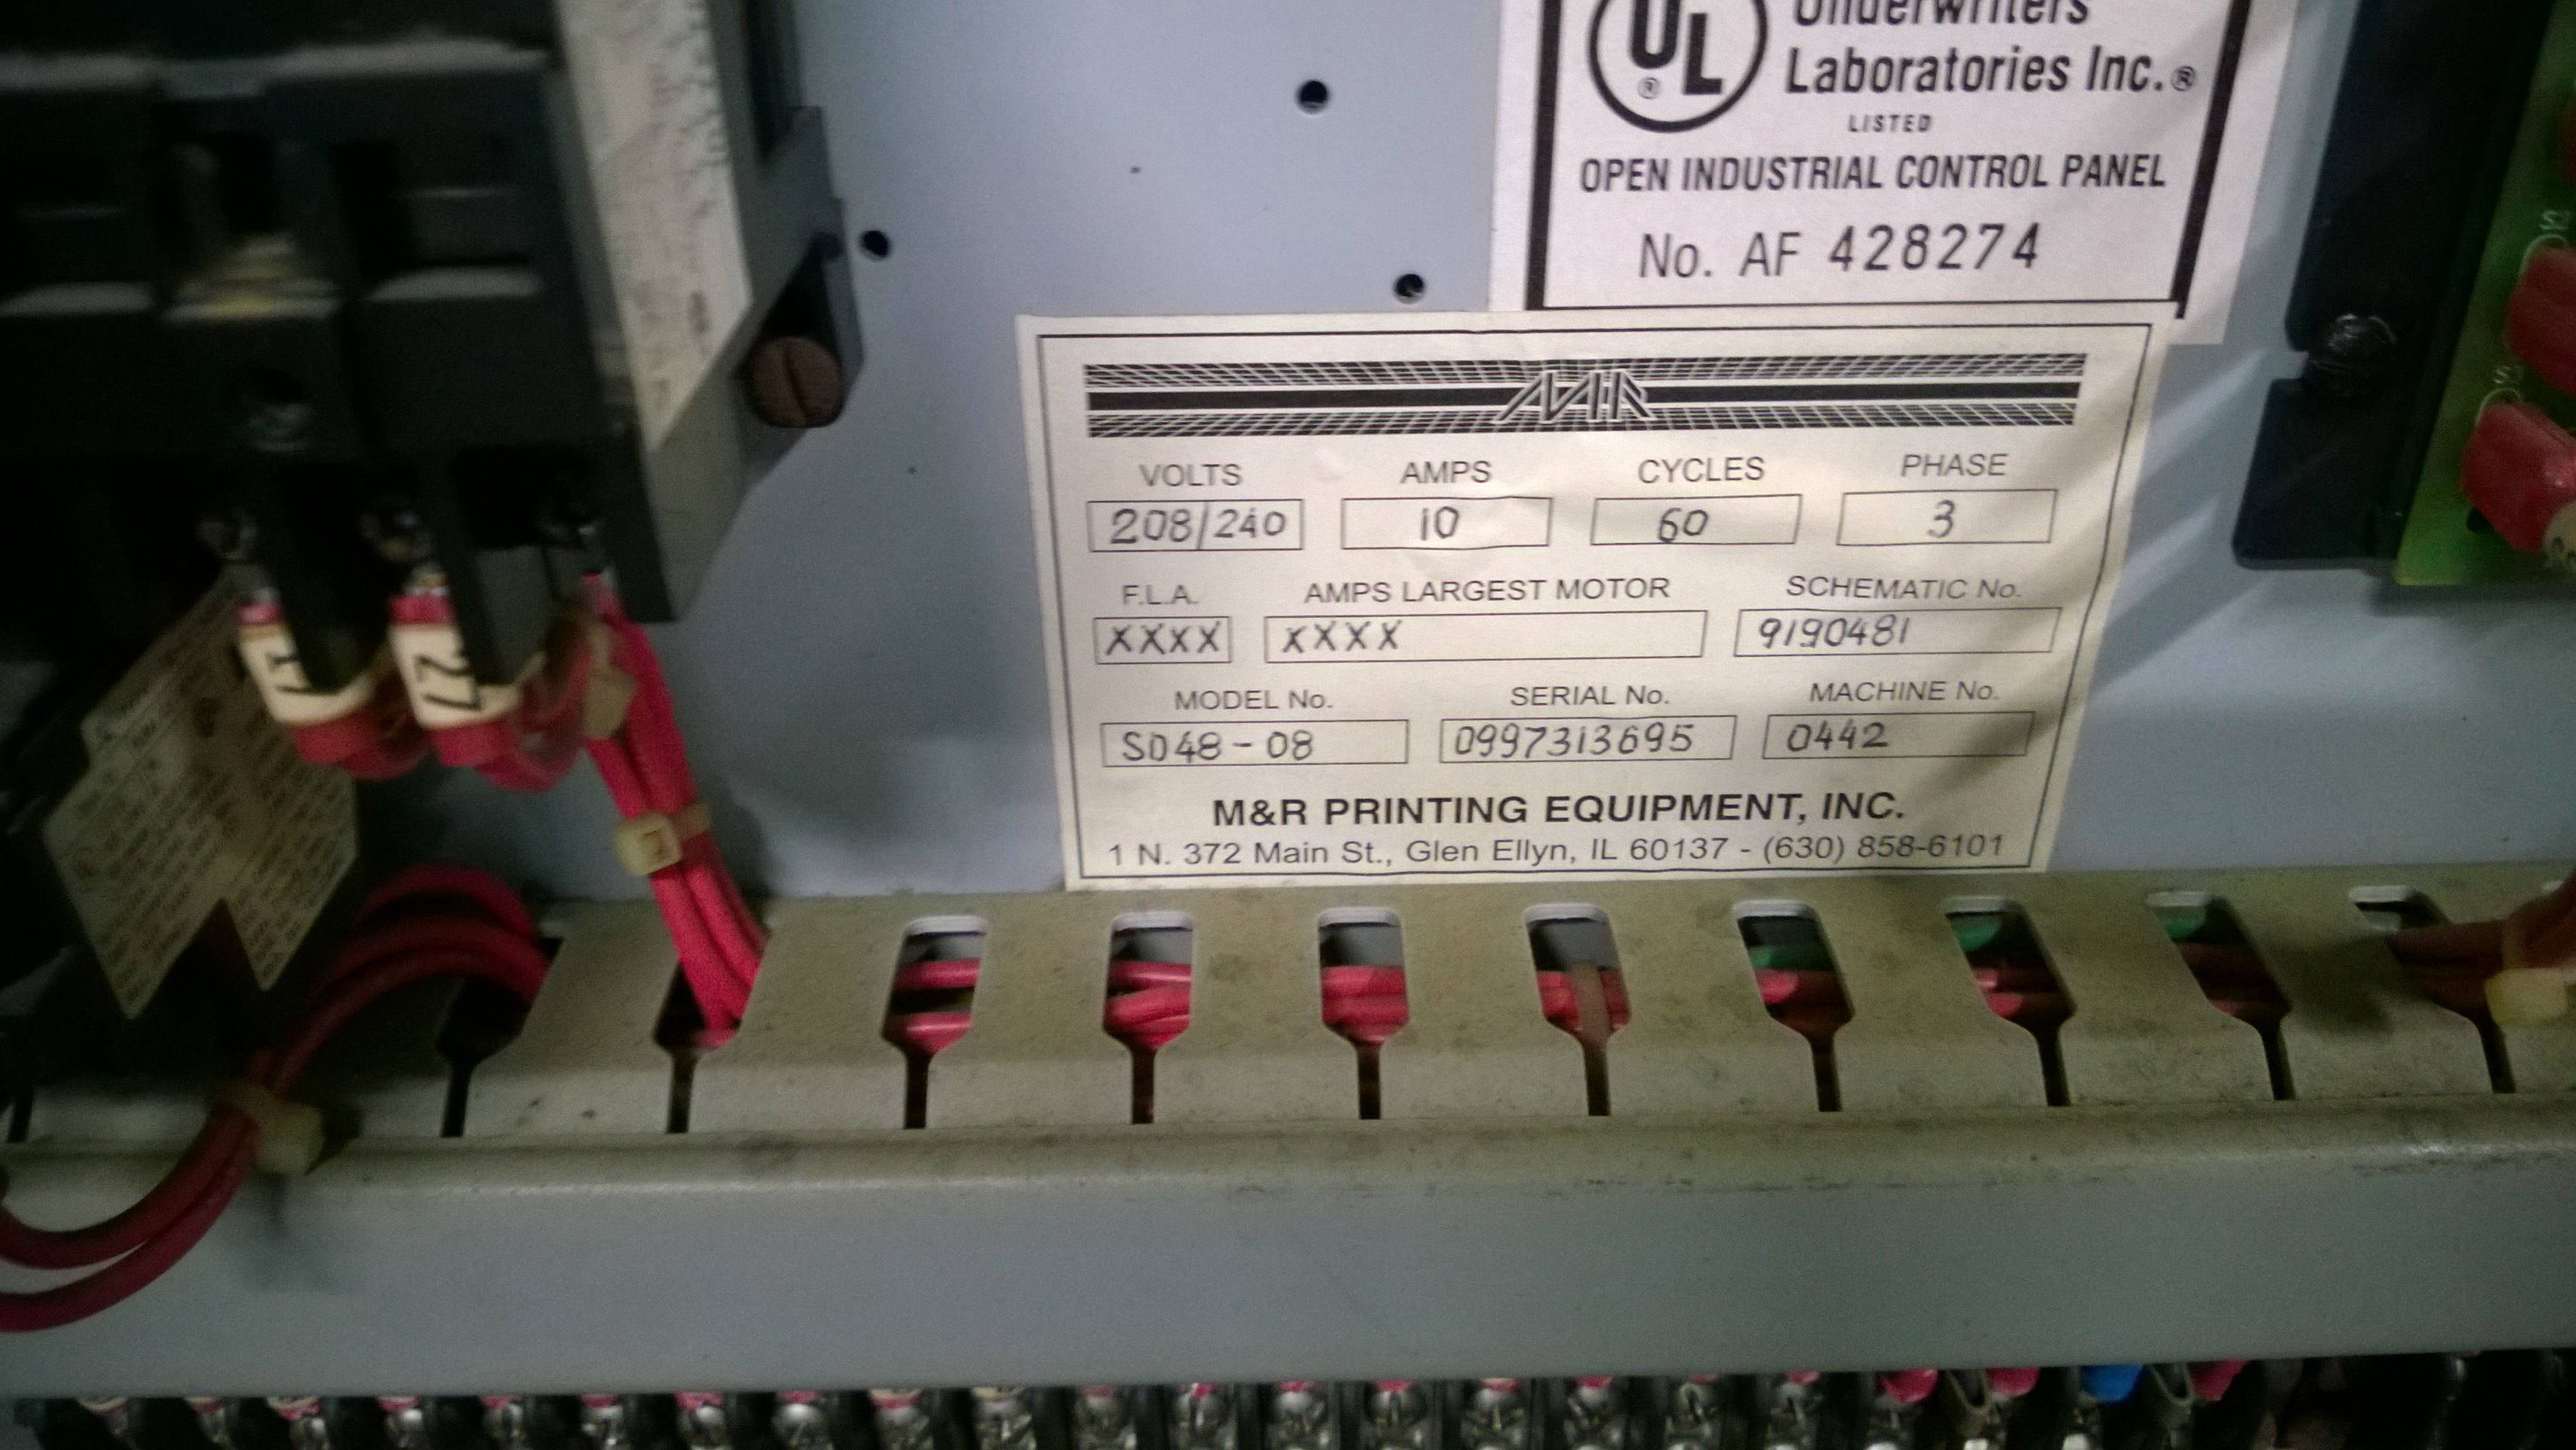 UL ®
Underwriters
Laboratories Inc.®
LISTED
OPEN INDUSTRIAL CONTROL PANEL
No. AF 428274
M&R
VOLTS AMPS CYCLES PHASE
208/240 10 60 3
F.L.A. AMPS LARGEST MOTOR SCHEMATIC No.
XXXX XXXX 9190481
MODEL No. SERIAL No. MACHINE No.
S048-08 0997313695 0442
M&R PRINTING EQUIPMENT, INC.
1 N. 372 Main St., Glen Ellyn, IL 60137 - (630) 858-6101